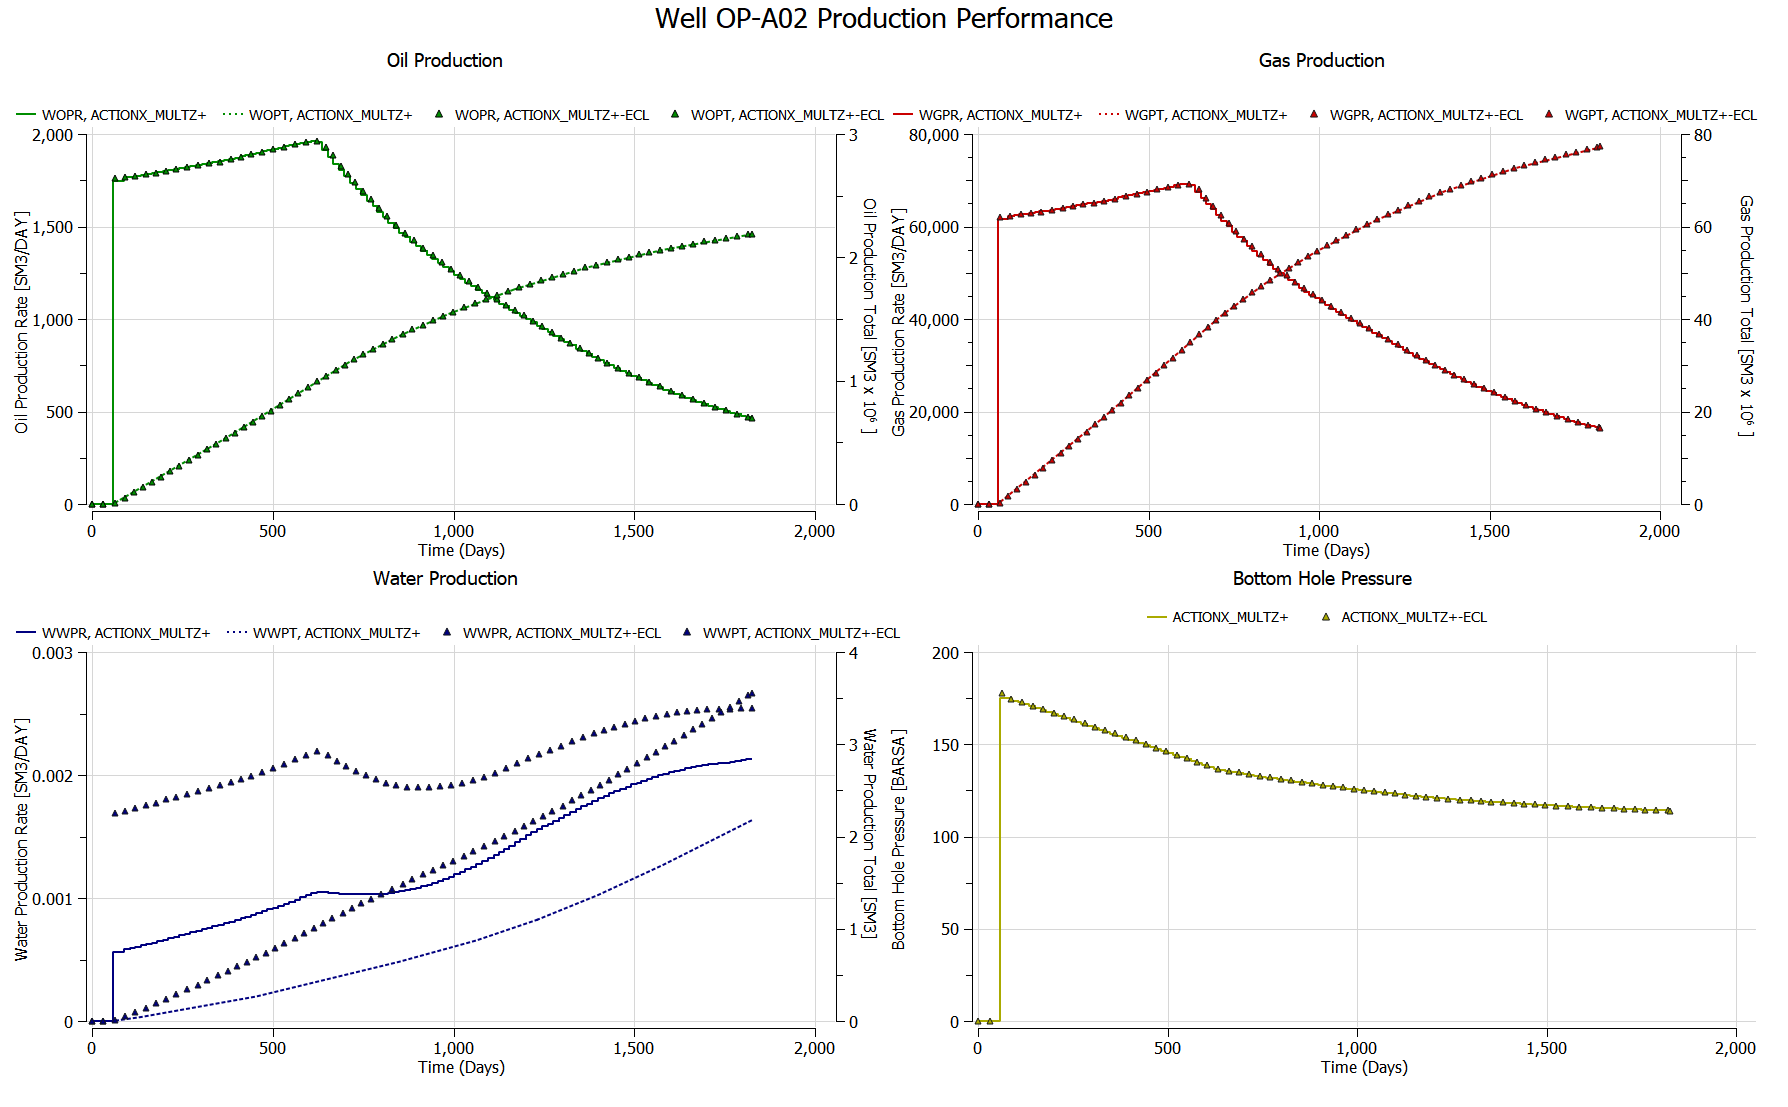 Well OP-A02 Production Performance
Oil Production
WOPR, ACTIONX_MULTZ+ WOPT, ACTIONX_MULTZ+ WOPR, ACTIONX_MULTZ+-ECL WOPT, ACTIONX_MULTZ+-ECL
2,000
1,500
1,000
500
0
Oil Production Rate [SM3/DAY]
3
2
1
0
Oil Production Total [SM3 x 10⁶ ]
0 500 1,000 1,500 2,000
Time (Days)
Gas Production
WGPR, ACTIONX_MULTZ+ WGPT, ACTIONX_MULTZ+ WGPR, ACTIONX_MULTZ+-ECL WGPT, ACTIONX_MULTZ+-ECL
80,000
60,000
40,000
20,000
0
Gas Production Rate [SM3/DAY]
80
60
40
20
0
Gas Production Total [SM3 x 10⁶ ]
0 500 1,000 1,500 2,000
Time (Days)
Water Production
WWPR, ACTIONX_MULTZ+ WWPT, ACTIONX_MULTZ+ WWPR, ACTIONX_MULTZ+-ECL WWPT, ACTIONX_MULTZ+-ECL
0.003
0.002
0.001
0
Water Production Rate [SM3/DAY]
4
3
2
1
0
Water Production Total [SM3]
0 500 1,000 1,500 2,000
Time (Days)
Bottom Hole Pressure
ACTIONX_MULTZ+ ACTIONX_MULTZ+-ECL
200
150
100
50
0
Bottom Hole Pressure [BARSA]
0 500 1,000 1,500 2,000
Time (Days)